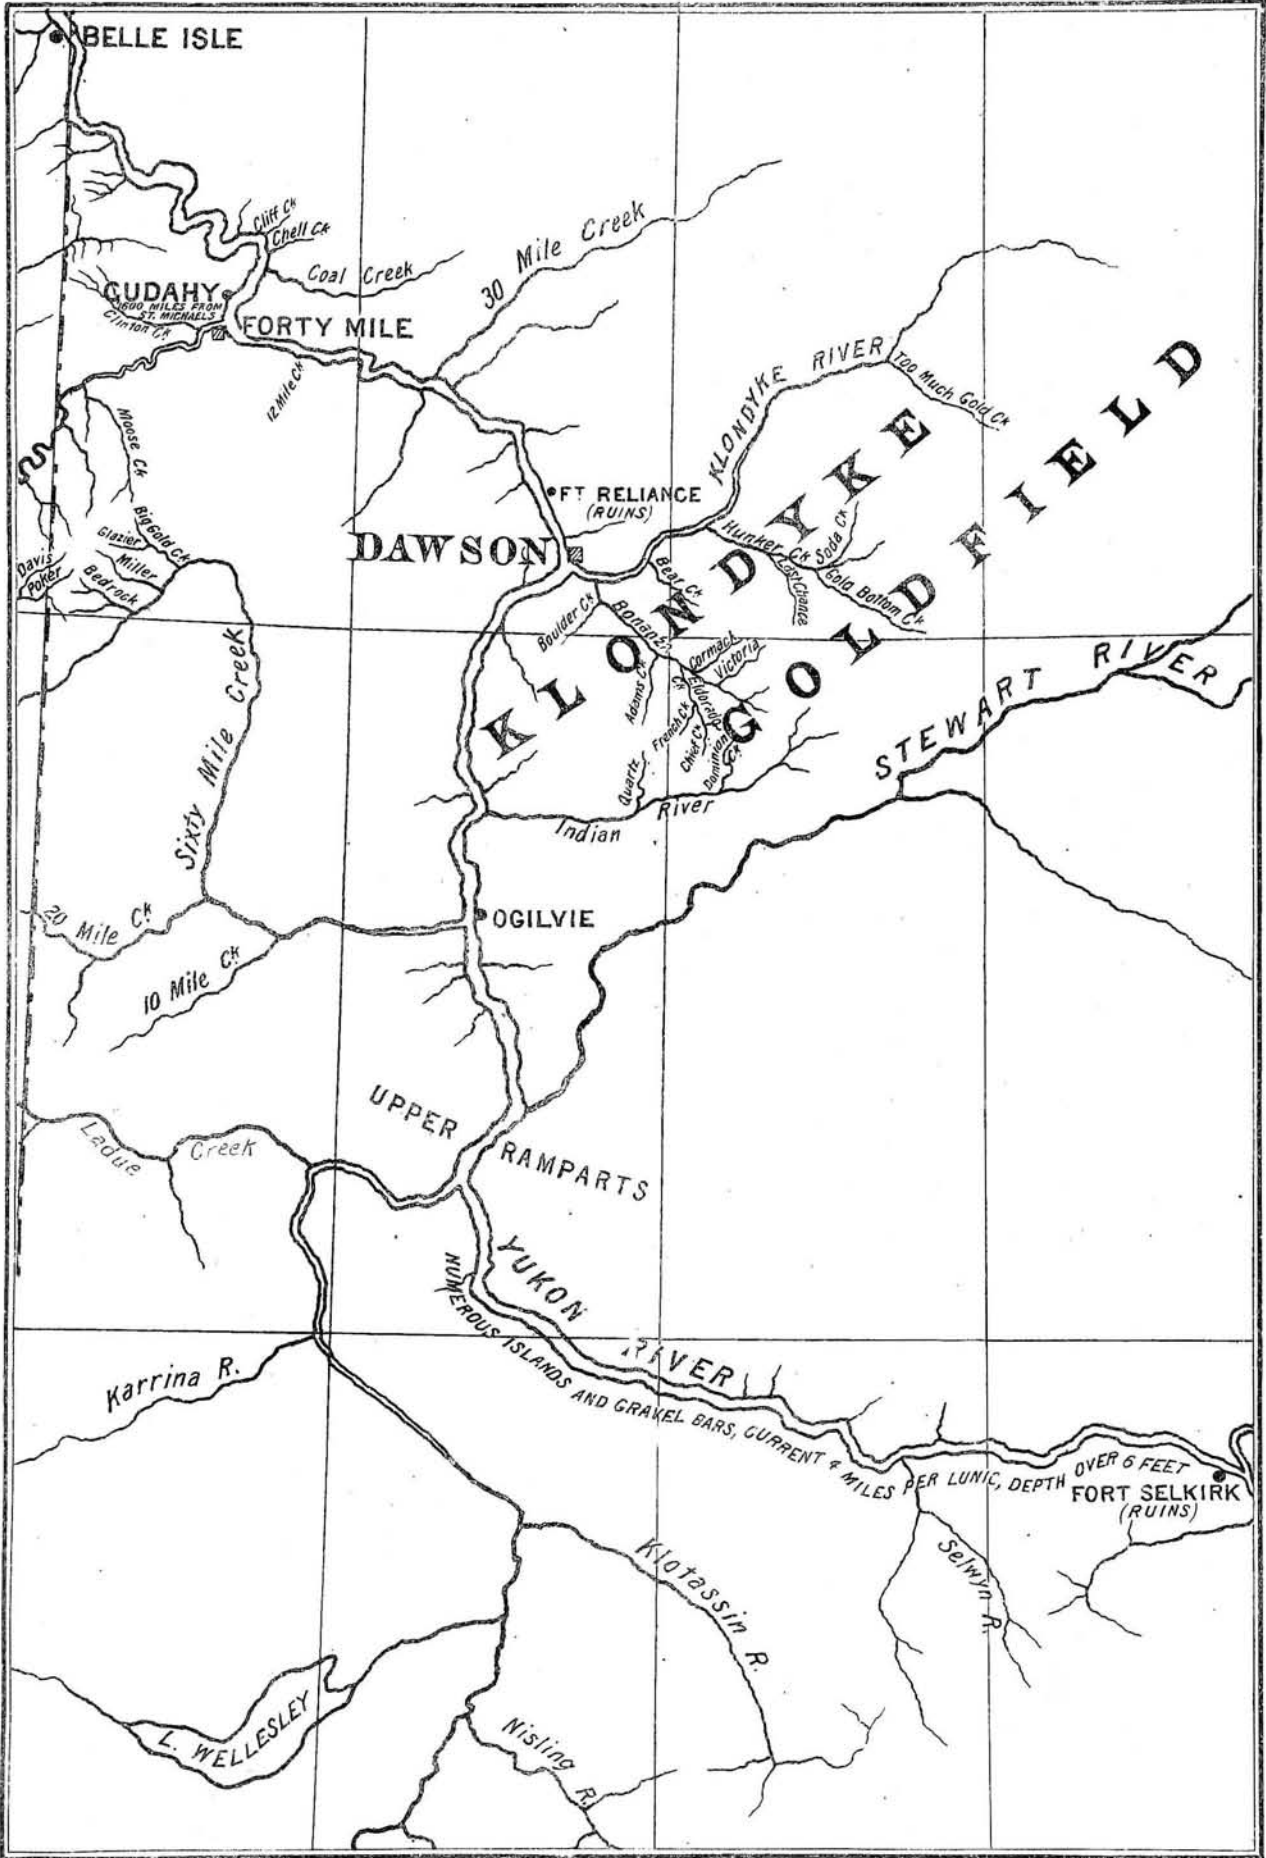 BELLE ISLE
Cliff Ck
Chell Ck
Coal Creek
30 Mile Creek
CUDAHY
1600 MILES FROM
ST. MICHAELS
Clinton Ck
FORTY MILE
12 Mile Ck
KLONDYKE RIVER
Too Much Gold Ck
Moose Ck
FT RELIANCE
(RUINS)
DAWSON
Big Gold Ck
Glazier
Miller
Bedrock
Davis
Poker
Hunker Ck
Soda Ck
Last Chance
Gold Bottom Ck
Bear Ck
Boulder Ck
Bonanza Ck
Cormack
Victoria
Adams Ck
Eldorado
French Ck
Chief Ck
Dominion Ck
Quartz
KLONDYKE
GOLD FIELD
Indian River
STEWART RIVER
Sixty Mile Creek
20 Mile Ck
10 Mile Ck
OGILVIE
UPPER RAMPARTS
Ladue Creek
YUKON RIVER
NUMEROUS ISLANDS AND GRAVEL BARS, CURRENT 4 MILES PER LUNIC, DEPTH OVER 6 FEET
FORT SELKIRK
(RUINS)
Karrina R.
Klotassin R.
Selwyn R.
L. WELLESLEY
Nisling R.